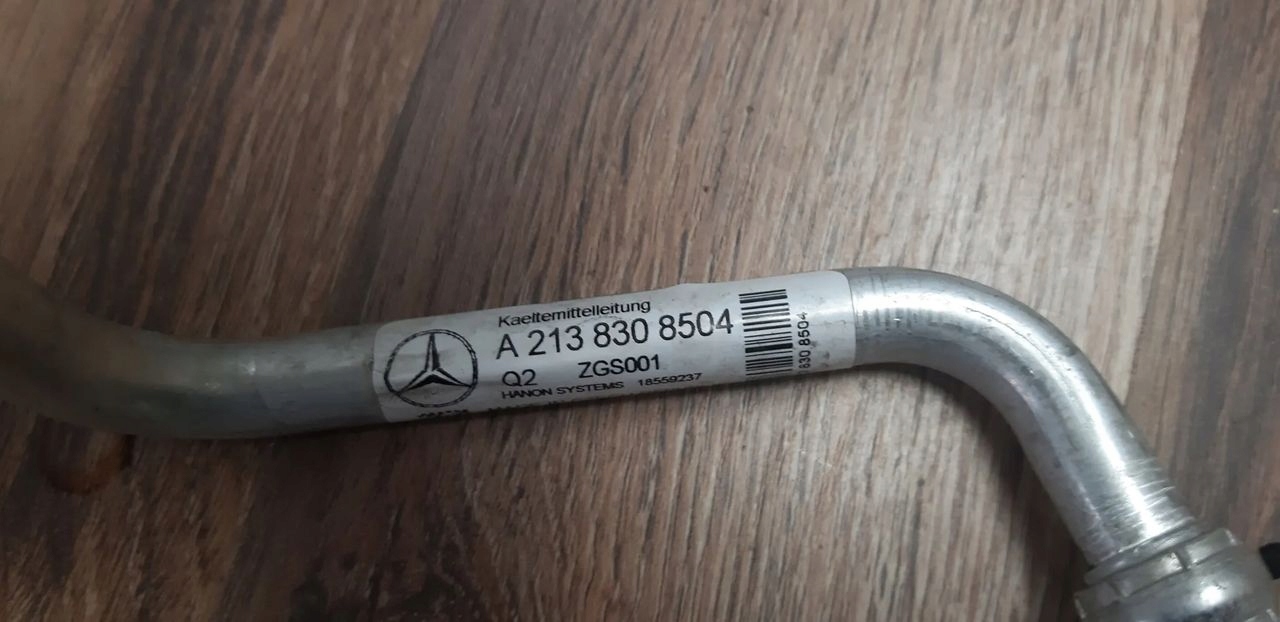 Kaeltemittelleitung
A 213 830 8504
Q2 ZGS001
HANON SYSTEMS 18559237
830 8504